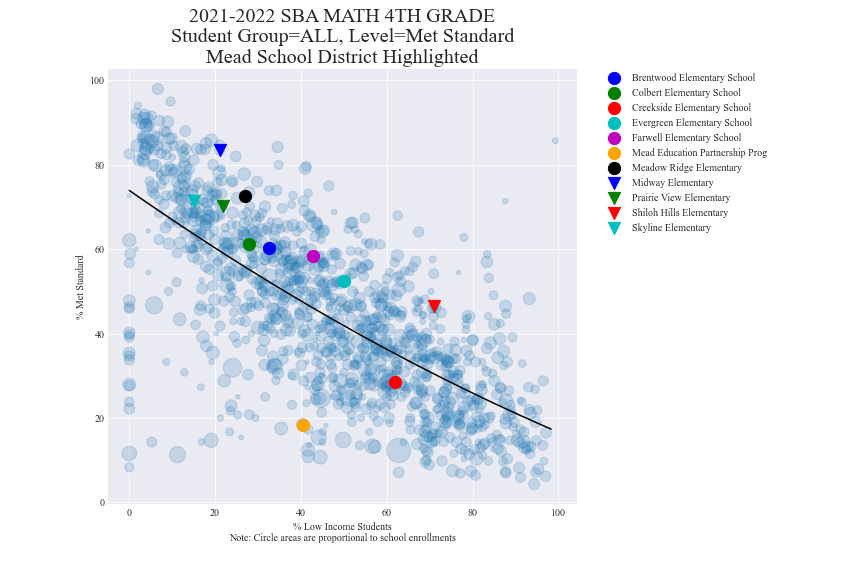 2021-2022 SBA MATH 4TH GRADE
Student Group=ALL, Level=Met Standard
Mead School District Highlighted
100
80
60
40
20
0
% Met Standard
0 20 40 60 80 100
% Low Income Students
Note: Circle areas are proportional to school enrollments
Brentwood Elementary School
Colbert Elementary School
Creekside Elementary School
Evergreen Elementary School
Farwell Elementary School
Mead Education Partnership Prog
Meadow Ridge Elementary
Midway Elementary
Prairie View Elementary
Shiloh Hills Elementary
Skyline Elementary